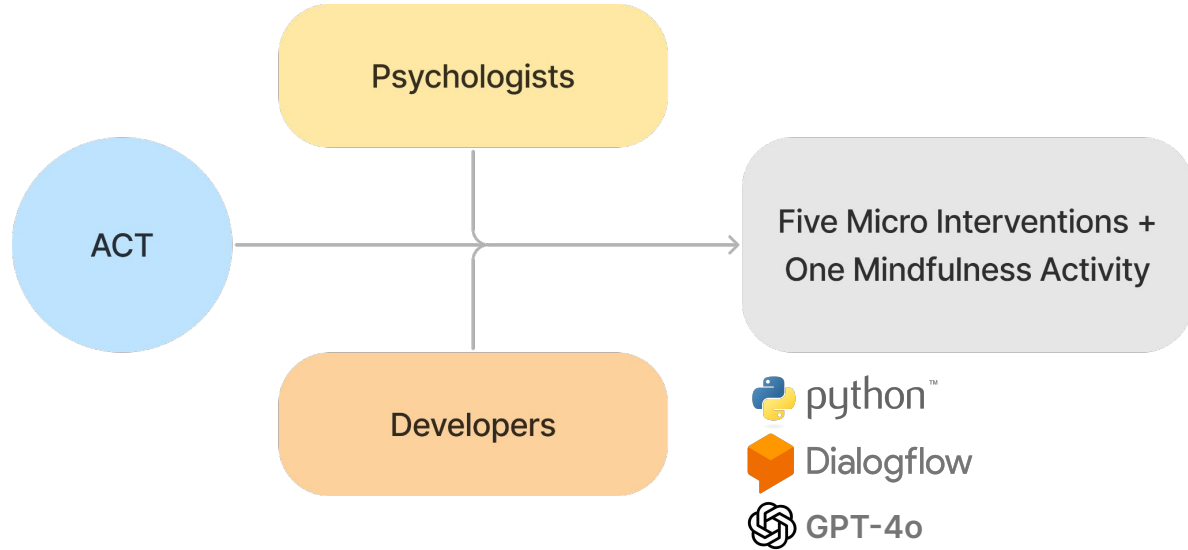 Psychologists
ACT
Five Micro Interventions +
One Mindfulness Activity
Developers
python™
Dialogflow
GPT-4o